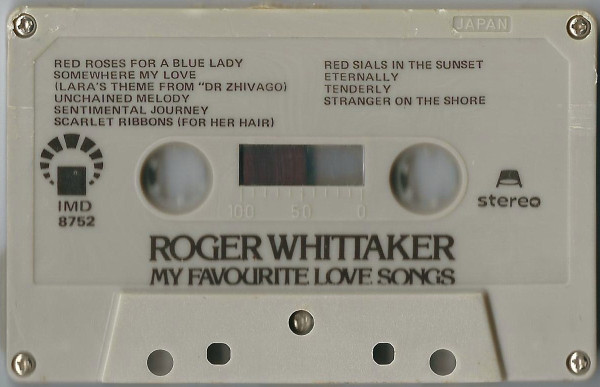 JAPAN
RED ROSES FOR A BLUE LADY
SOMEWHERE MY LOVE
(LARA'S THEME FROM "DR ZHIVAGO)
UNCHAINED MELODY
SENTIMENTAL JOURNEY
SCARLET RIBBONS (FOR HER HAIR)
RED SIALS IN THE SUNSET
ETERNALLY
TENDERLY
STRANGER ON THE SHORE
IMD
8752
100 50 0
stereo
ROGER WHITTAKER
MY FAVOURITE LOVE SONGS